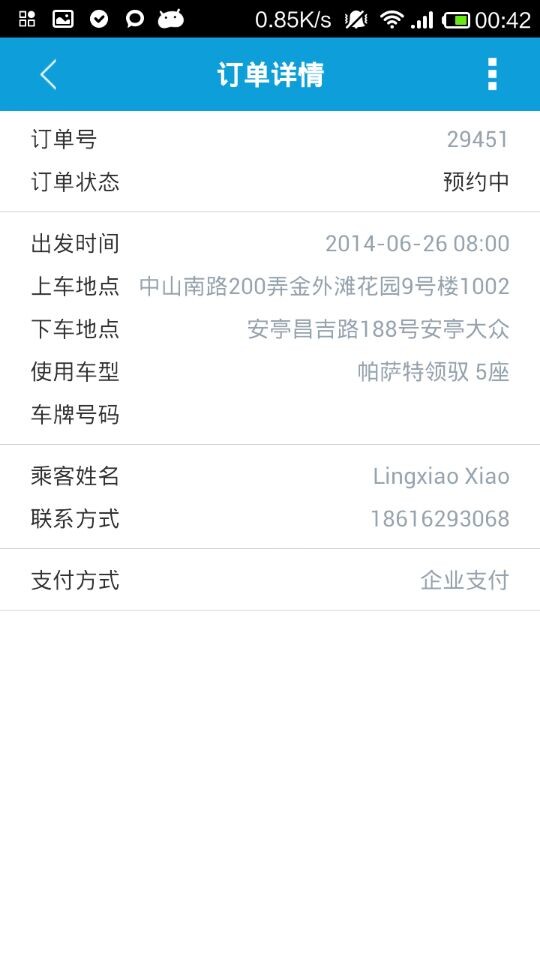 0.85K/s 00:42
订单详情
订单号 29451
订单状态 预约中
出发时间 2014-06-26 08:00
上车地点 中山南路200弄金外滩花园9号楼1002
下车地点 安亭昌吉路188号安亭大众
使用车型 帕萨特领驭 5座
车牌号码
乘客姓名 Lingxiao Xiao
联系方式 18616293068
支付方式 企业支付